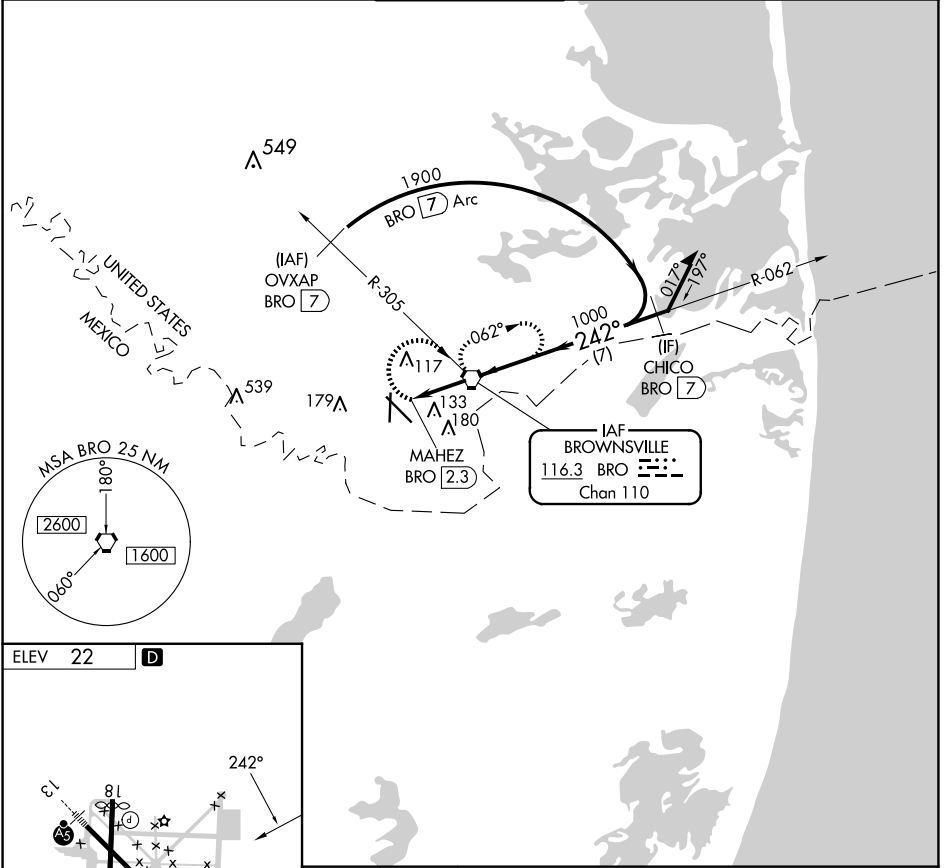 549
1900
BRO 7 Arc
(IAF)
OVXAP
BRO 7
R-305
UNITED STATES
MEXICO
017°
197°
R-062
1000
242°
(7)
062°
(IF)
CHICO
BRO 7
117
539
179
133
180
MAHEZ
BRO 2.3
IAF
BROWNSVILLE
116.3 BRO
Chan 110
MSA BRO 25 NM
180°
2600
1600
060°
ELEV 22 D
242°
13
18
P
A5